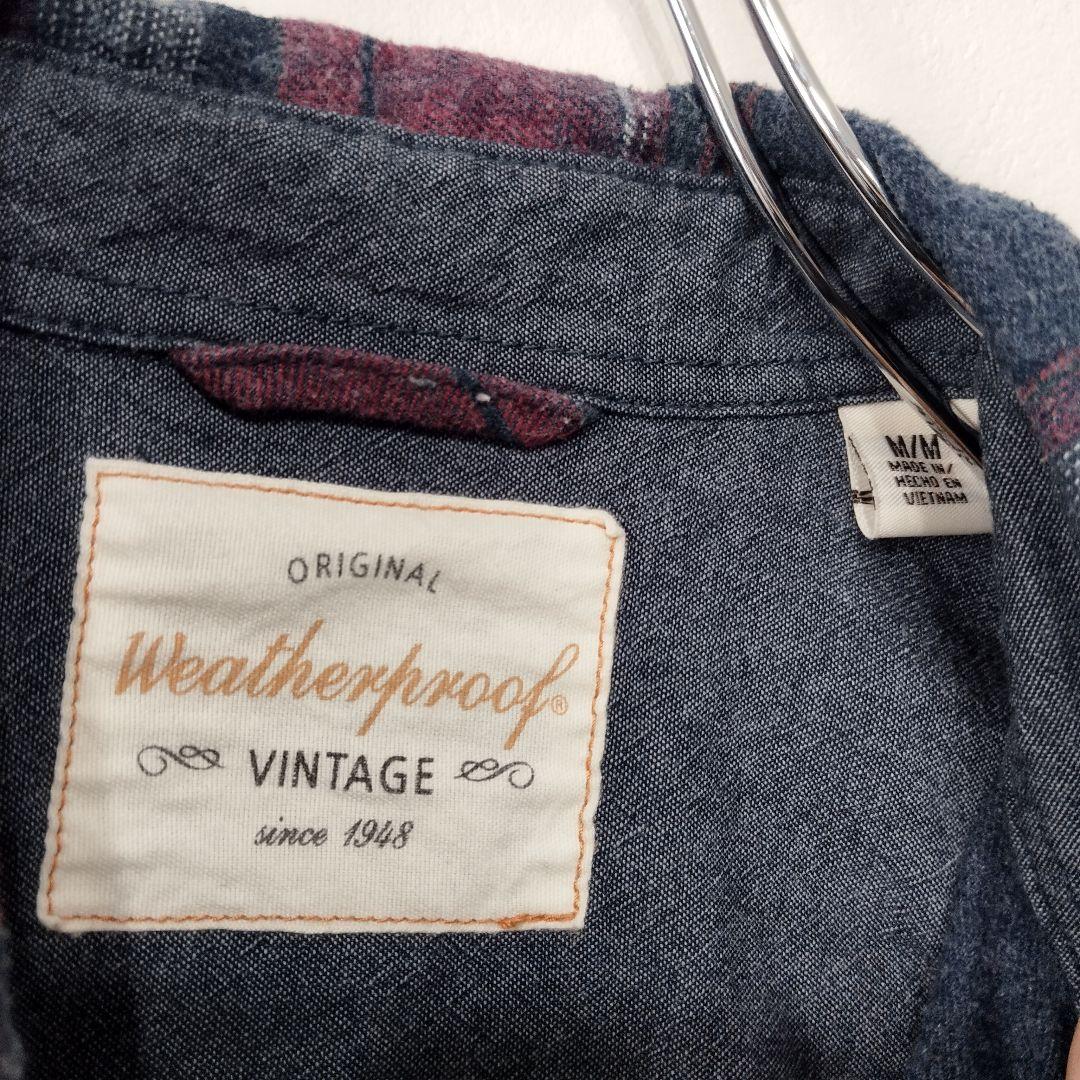 ORIGINAL
Weatherproof®
VINTAGE
since 1948
M/M
MADE IN/
HECHO EN
VIETNAM